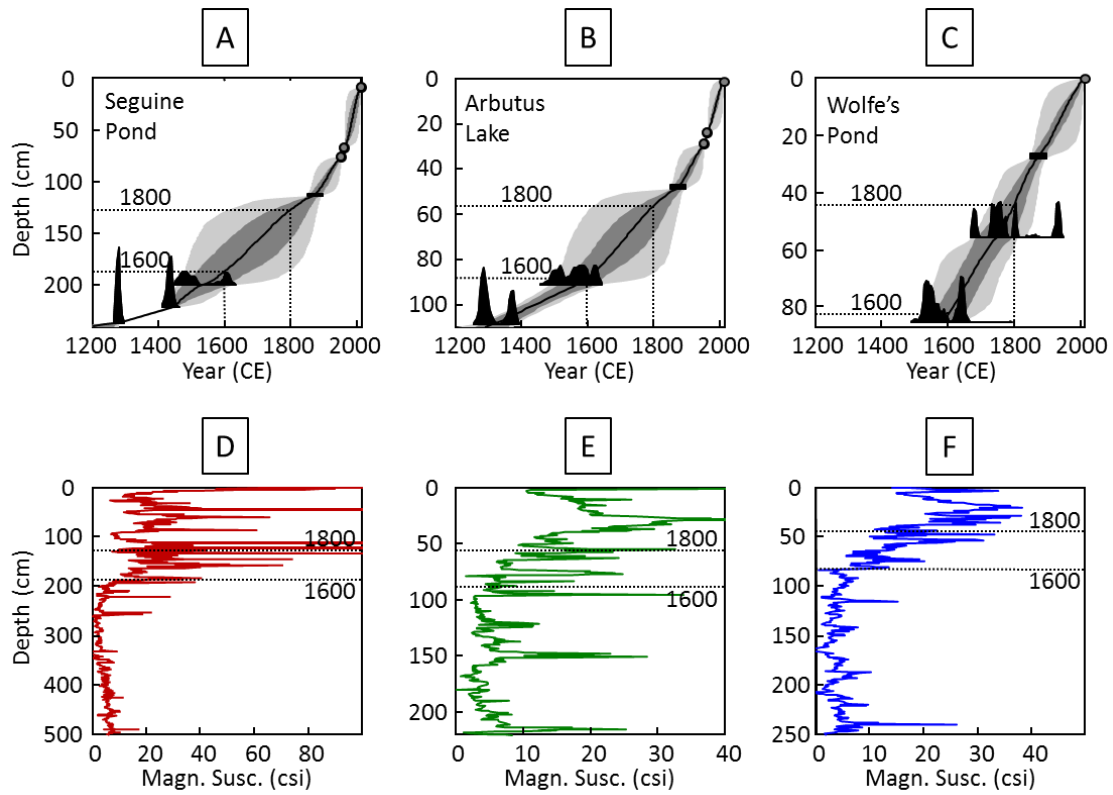 A
B
C
Seguine
Pond
Depth (cm)
0
50
100
150
200
1800
1600
1200 1400 1600 1800 2000
Year (CE)
Arbutus
Lake
0
20
40
60
80
100
1800
1600
1200 1400 1600 1800 2000
Year (CE)
Wolfe's
Pond
0
20
40
60
80
1800
1600
1200 1400 1600 1800 2000
Year (CE)
D
E
F
Depth (cm)
0
100
200
300
400
500
1800
1600
0 20 40 60 80
Magn. Susc. (csi)
0
50
100
150
200
1800
1600
0 10 20 30 40
Magn. Susc. (csi)
0
50
100
150
200
250
1800
1600
0 10 20 30 40
Magn. Susc. (csi)